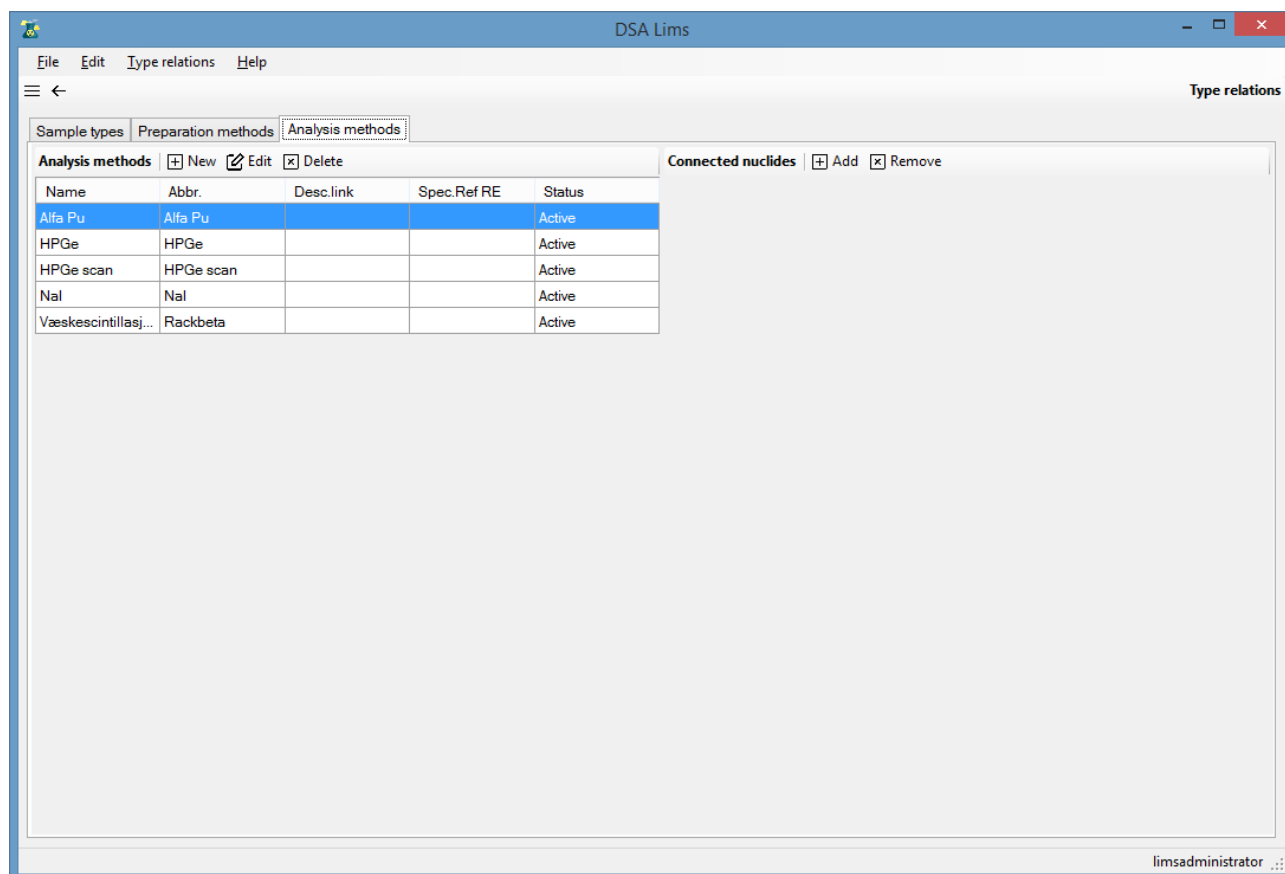 DSA Lims
File Edit Type relations Help
Type relations
Sample types Preparation methods Analysis methods
Analysis methods New Edit Delete Connected nuclides Add Remove
Name Abbr. Desc.link Spec.Ref RE Status
Alfa Pu Alfa Pu Active
HPGe HPGe Active
HPGe scan HPGe scan Active
NaI NaI Active
Væskescintillasj... Rackbeta Active
limsadministrator